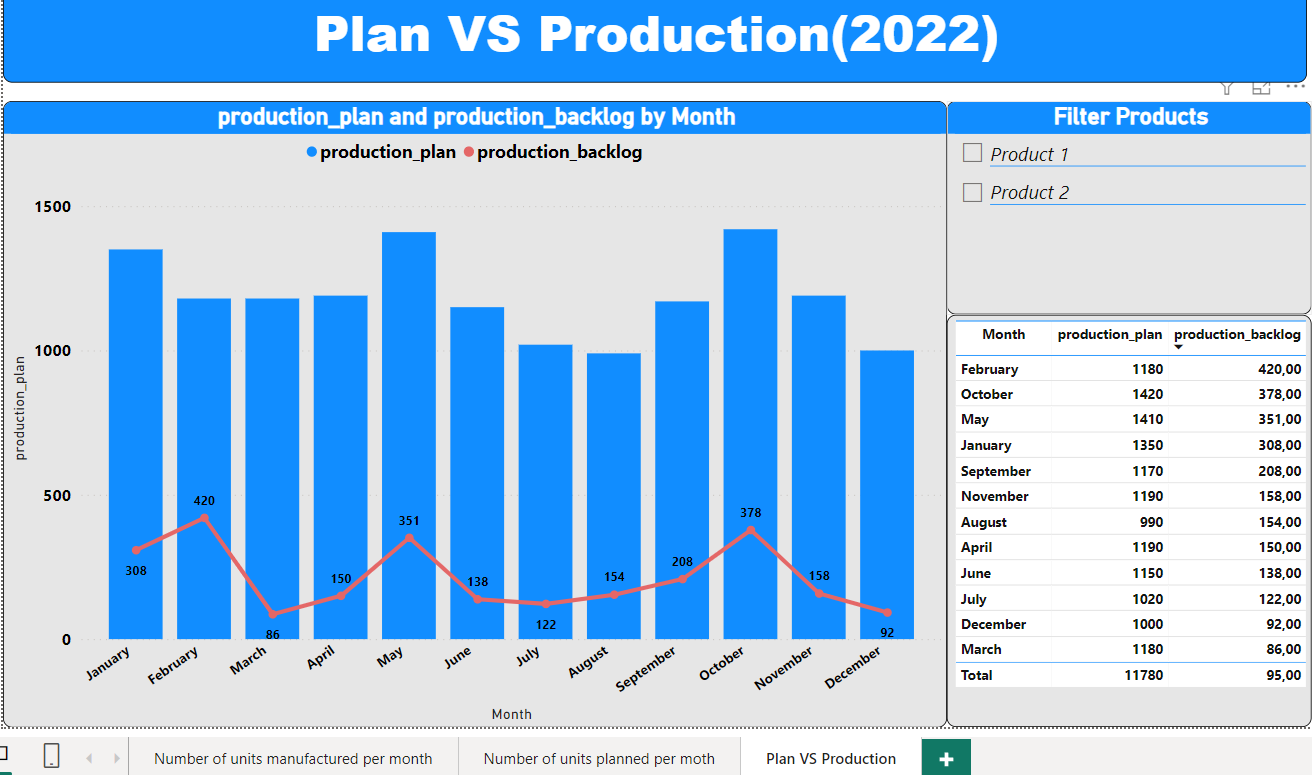 Plan VS Production(2022)
production_plan and production_backlog by Month
production_plan production_backlog
1500
1000
500
0
production_plan
308
420
86
150
351
138
122
154
208
378
158
92
January February March April May June July August September October November December
Month
Filter Products
Product 1
Product 2
Month production_plan production_backlog
February 1180 420,00
October 1420 378,00
May 1410 351,00
January 1350 308,00
September 1170 208,00
November 1190 158,00
August 990 154,00
April 1190 150,00
June 1150 138,00
July 1020 122,00
December 1000 92,00
March 1180 86,00
Total 11780 95,00
Number of units manufactured per month Number of units planned per moth Plan VS Production